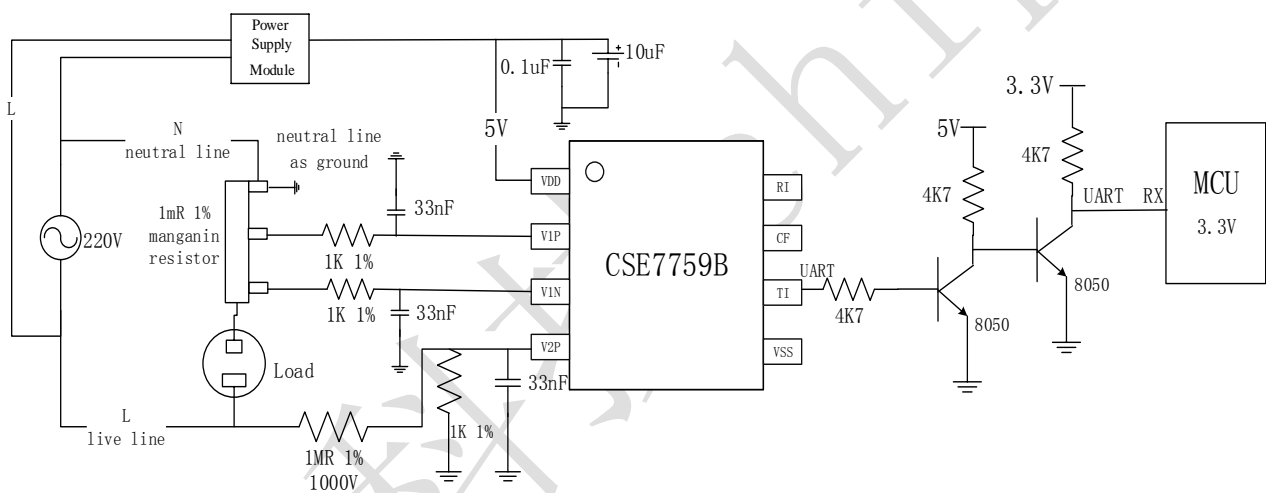 Power
Supply
Module
L
N
neutral line
neutral line
as ground
0.1uF
+
10uF
-
5V
220V
1mR 1%
manganin
resistor
33nF
1K 1%
1K 1%
33nF
Load
L
live line
1MR 1%
1000V
1K 1%
33nF
VDD
V1P
V1N
V2P
CSE7759B
RI
CF
TI
VSS
UART
4K7
5V
4K7
8050
3.3V
4K7
8050
UART RX
MCU
3.3V